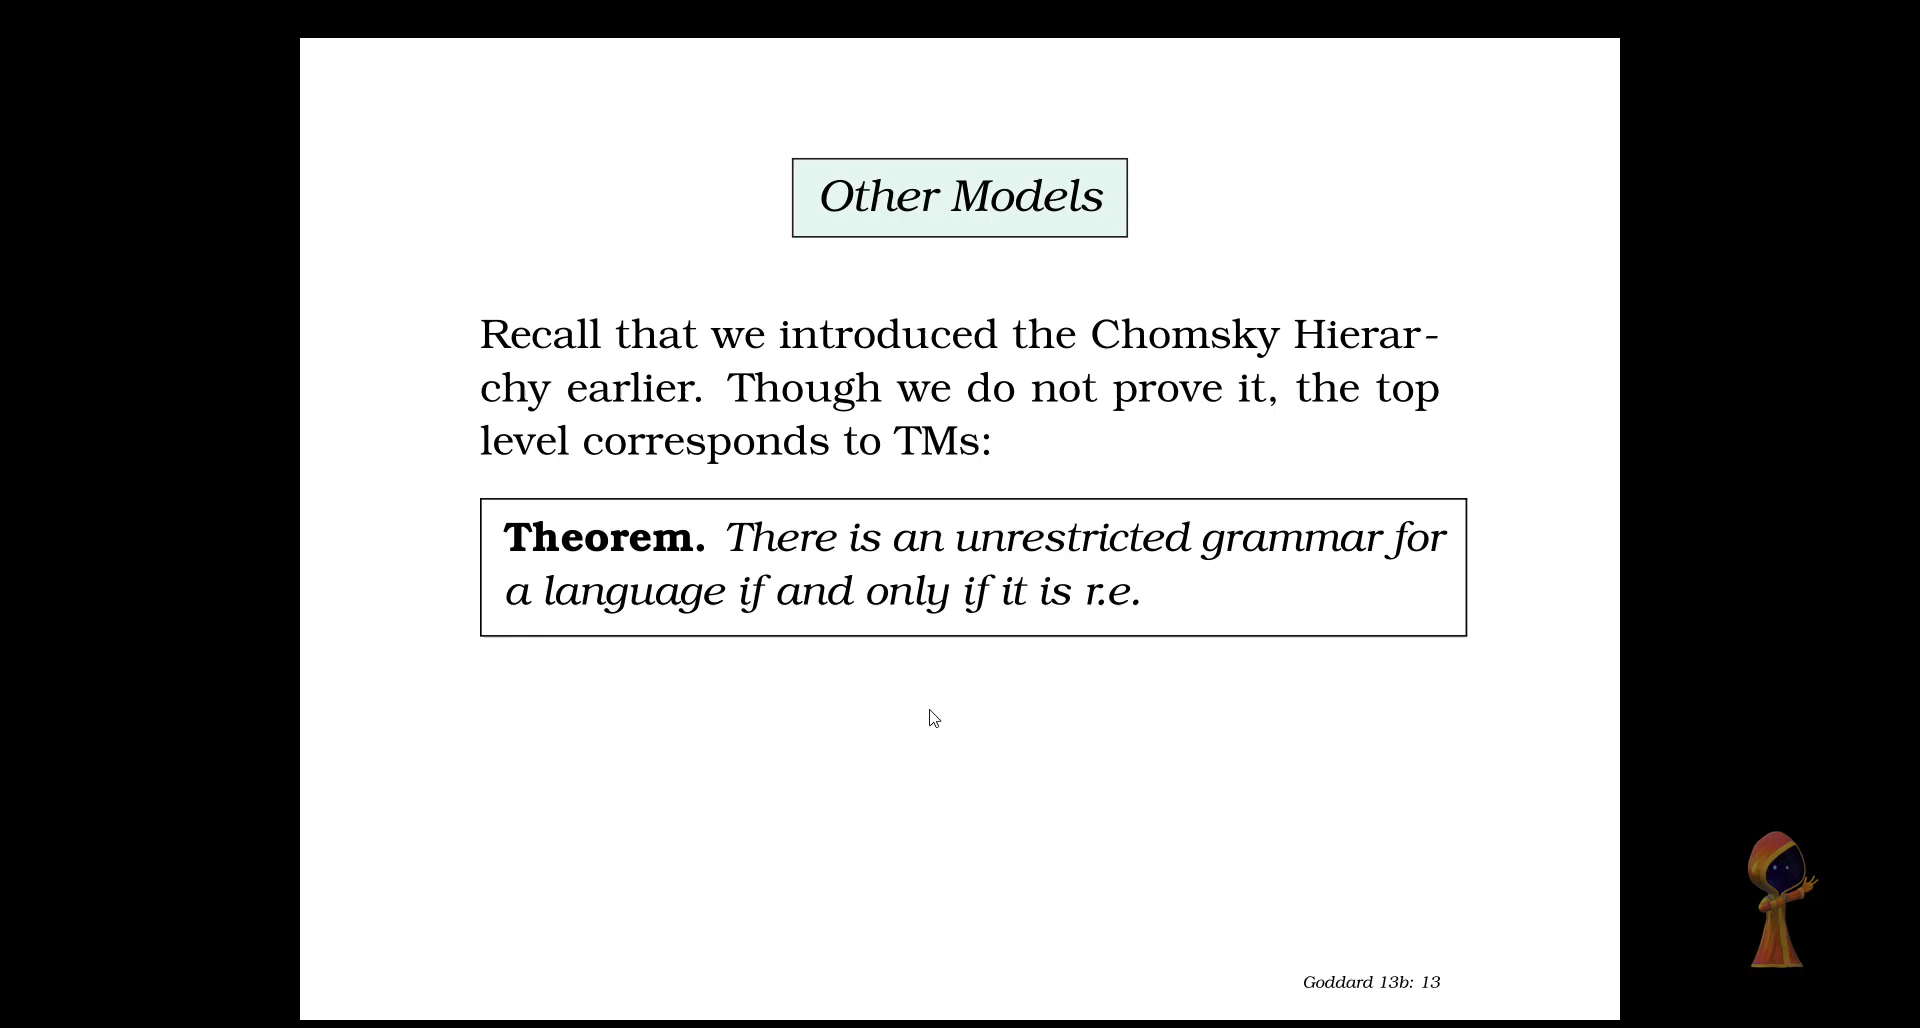 Other Models
Recall that we introduced the Chomsky Hierar-
chy earlier. Though we do not prove it, the top
level corresponds to TMs:
Theorem. There is an unrestricted grammar for
a language if and only if it is r.e.
Goddard 13b: 13